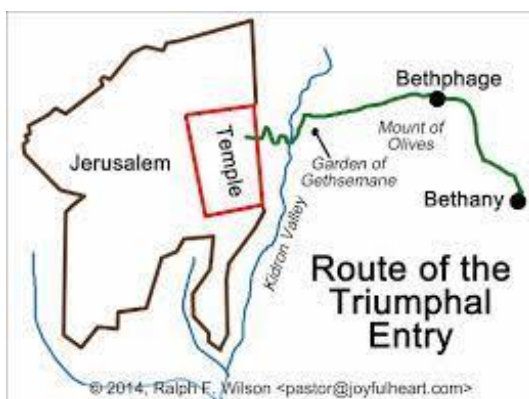 Bethphage
Mount of
Olives
Temple
Jerusalem
Garden of
Gethsemane
Bethany
Kidron Valley
Route of the
Triumphal
Entry
© 2014, Ralph F. Wilson <pastor@joyfulheart.com>